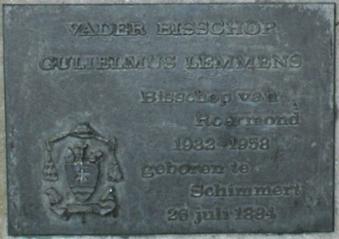 VADER BISSCHOP
GULIELMUS LEMMENS
Bisschop van
Roermond
1932-1958
geboren te
Schimmert
26 juli 1884